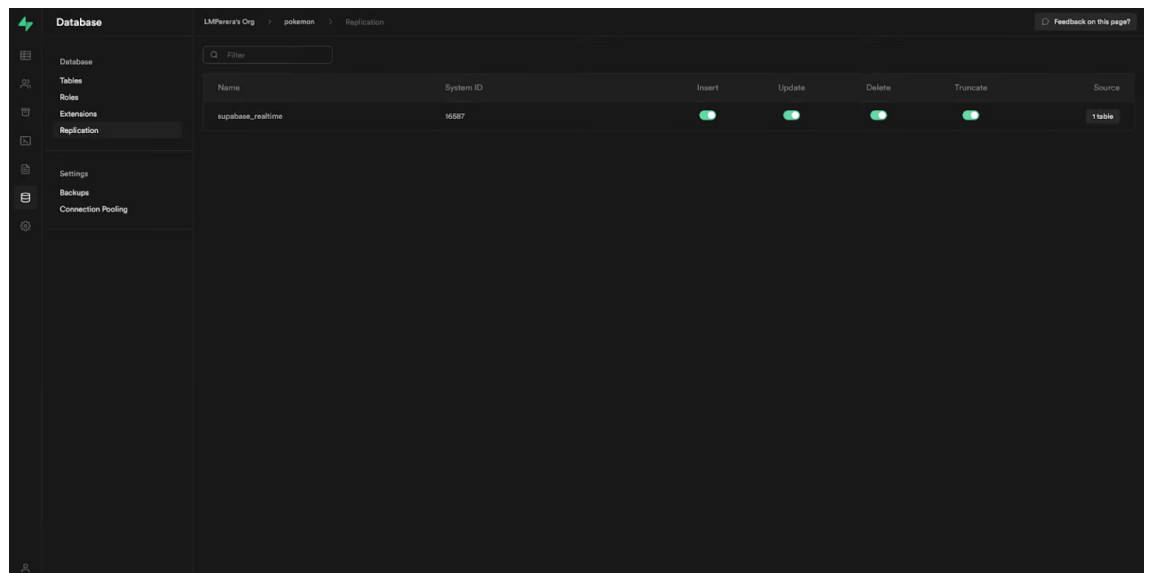 Database
LMPerera's Org > pokemon > Replication
Feedback on this page?
Database
Tables
Roles
Extensions
Replication
Settings
Backups
Connection Pooling
Filter
Name System ID Insert Update Delete Truncate Source
supabase_realtime 16587 1 table